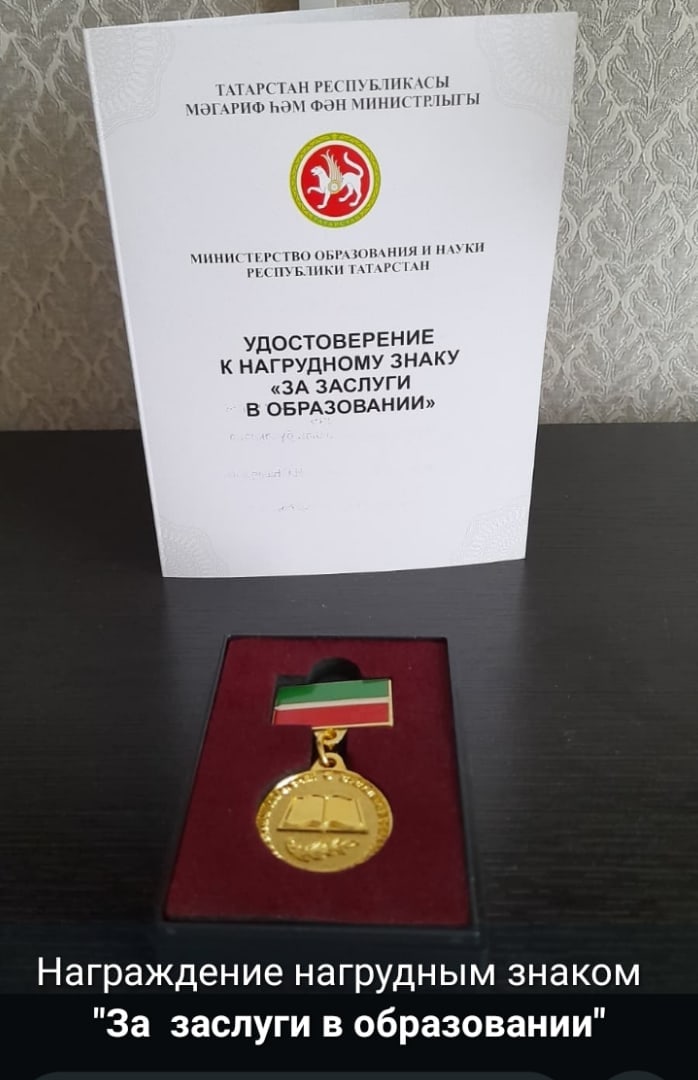 ТАТАРСТАН РЕСПУБЛИКАСЫ
МӘГАРИФ ҺӘМ ФӘН МИНИСТРЛЫГЫ
ТАТАРСТАН
МИНИСТЕРСТВО ОБРАЗОВАНИЯ И НАУКИ
РЕСПУБЛИКИ ТАТАРСТАН
УДОСТОВЕРЕНИЕ
К НАГРУДНОМУ ЗНАКУ
«ЗА ЗАСЛУГИ
В ОБРАЗОВАНИИ»
Награждение нагрудным знаком
"За заслуги в образовании"